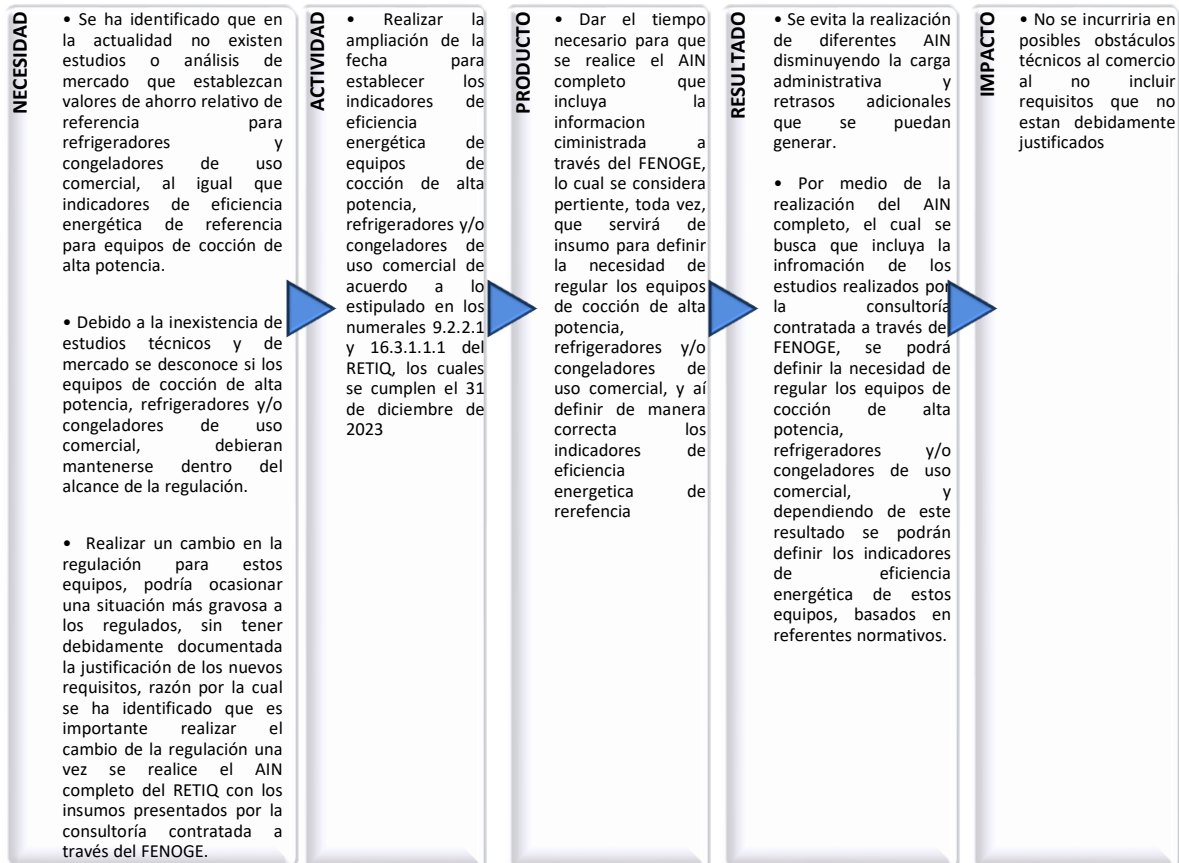 NECESIDAD
• Se ha identificado que en
la actualidad no existen
estudios o análisis de
mercado que establezcan
valores de ahorro relativo de
referencia para
refrigeradores y
congeladores de uso
comercial, al igual que
indicadores de eficiencia
energética de referencia
para equipos de cocción de
alta potencia.
• Debido a la inexistencia de
estudios técnicos y de
mercado se desconoce si los
equipos de cocción de alta
potencia, refrigeradores y/o
congeladores de uso
comercial, debieran
mantenerse dentro del
alcance de la regulación.
• Realizar un cambio en la
regulación para estos
equipos, podría ocasionar
una situación más gravosa a
los regulados, sin tener
debidamente documentada
la justificación de los nuevos
requisitos, razón por la cual
se ha identificado que es
importante realizar el
cambio de la regulación una
vez se realice el AIN
completo del RETIQ con los
insumos presentados por la
consultoría contratada a
través del FENOGE.
ACTIVIDAD
• Realizar la
ampliación de la
fecha para
establecer los
indicadores de
eficiencia
energética de
equipos de
cocción de alta
potencia,
refrigeradores y/o
congeladores de
uso comercial de
acuerdo a lo
estipulado en los
numerales 9.2.2.1
y 16.3.1.1.1 del
RETIQ, los cuales
se cumplen el 31
de diciembre de
2023
PRODUCTO
• Dar el tiempo
necesario para que
se realice el AIN
completo que
incluya la
informacion
ciministrada a
través del FENOGE,
lo cual se considera
pertiente, toda vez,
que servirá de
insumo para definir
la necesidad de
regular los equipos
de cocción de alta
potencia,
refrigeradores y/o
congeladores de
uso comercial, y aí
definir de manera
correcta los
indicadores de
eficiencia
energetica de
rerefencia
RESULTADO
• Se evita la realización
de diferentes AIN
disminuyendo la carga
administrativa y
retrasos adicionales
que se puedan
generar.
• Por medio de la
realización del AIN
completo, el cual se
busca que incluya la
infromación de los
estudios realizados por
la consultoría
contratada a través del
FENOGE, se podrá
definir la necesidad de
regular los equipos de
cocción de alta
potencia,
refrigeradores y/o
congeladores de uso
comercial, y
dependiendo de este
resultado se podrán
definir los indicadores
de eficiencia
energética de estos
equipos, basados en
referentes normativos.
IMPACTO
• No se incurriria en
posibles obstáculos
técnicos al comercio
al no incluir
requisitos que no
estan debidamente
justificados